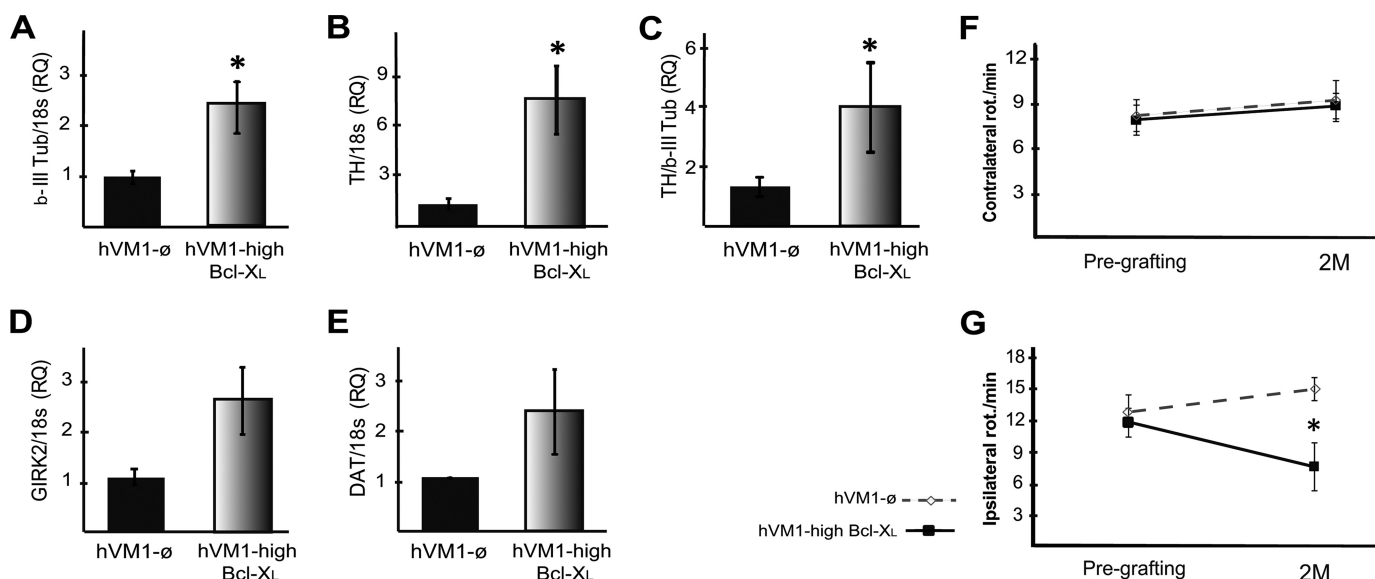 A
b-III Tub/18s (RQ)
3
2
1
*
hVM1-ø
hVM1-high
Bcl-XL
B
TH/18s (RQ)
9
6
3
*
hVM1-ø
hVM1-high
Bcl-XL
C
TH/b-III Tub (RQ)
6
4
2
*
hVM1-ø
hVM1-high
Bcl-XL
F
Contralateral rot./min
12
9
6
3
Pre-grafting
2M
D
GIRK2/18s (RQ)
3
2
1
hVM1-ø
hVM1-high
Bcl-XL
E
DAT/18s (RQ)
3
2
1
hVM1-ø
hVM1-high
Bcl-XL
hVM1-ø
hVM1-high Bcl-XL
G
Ipsilateral rot./min
18
15
12
9
6
3
*
Pre-grafting
2M